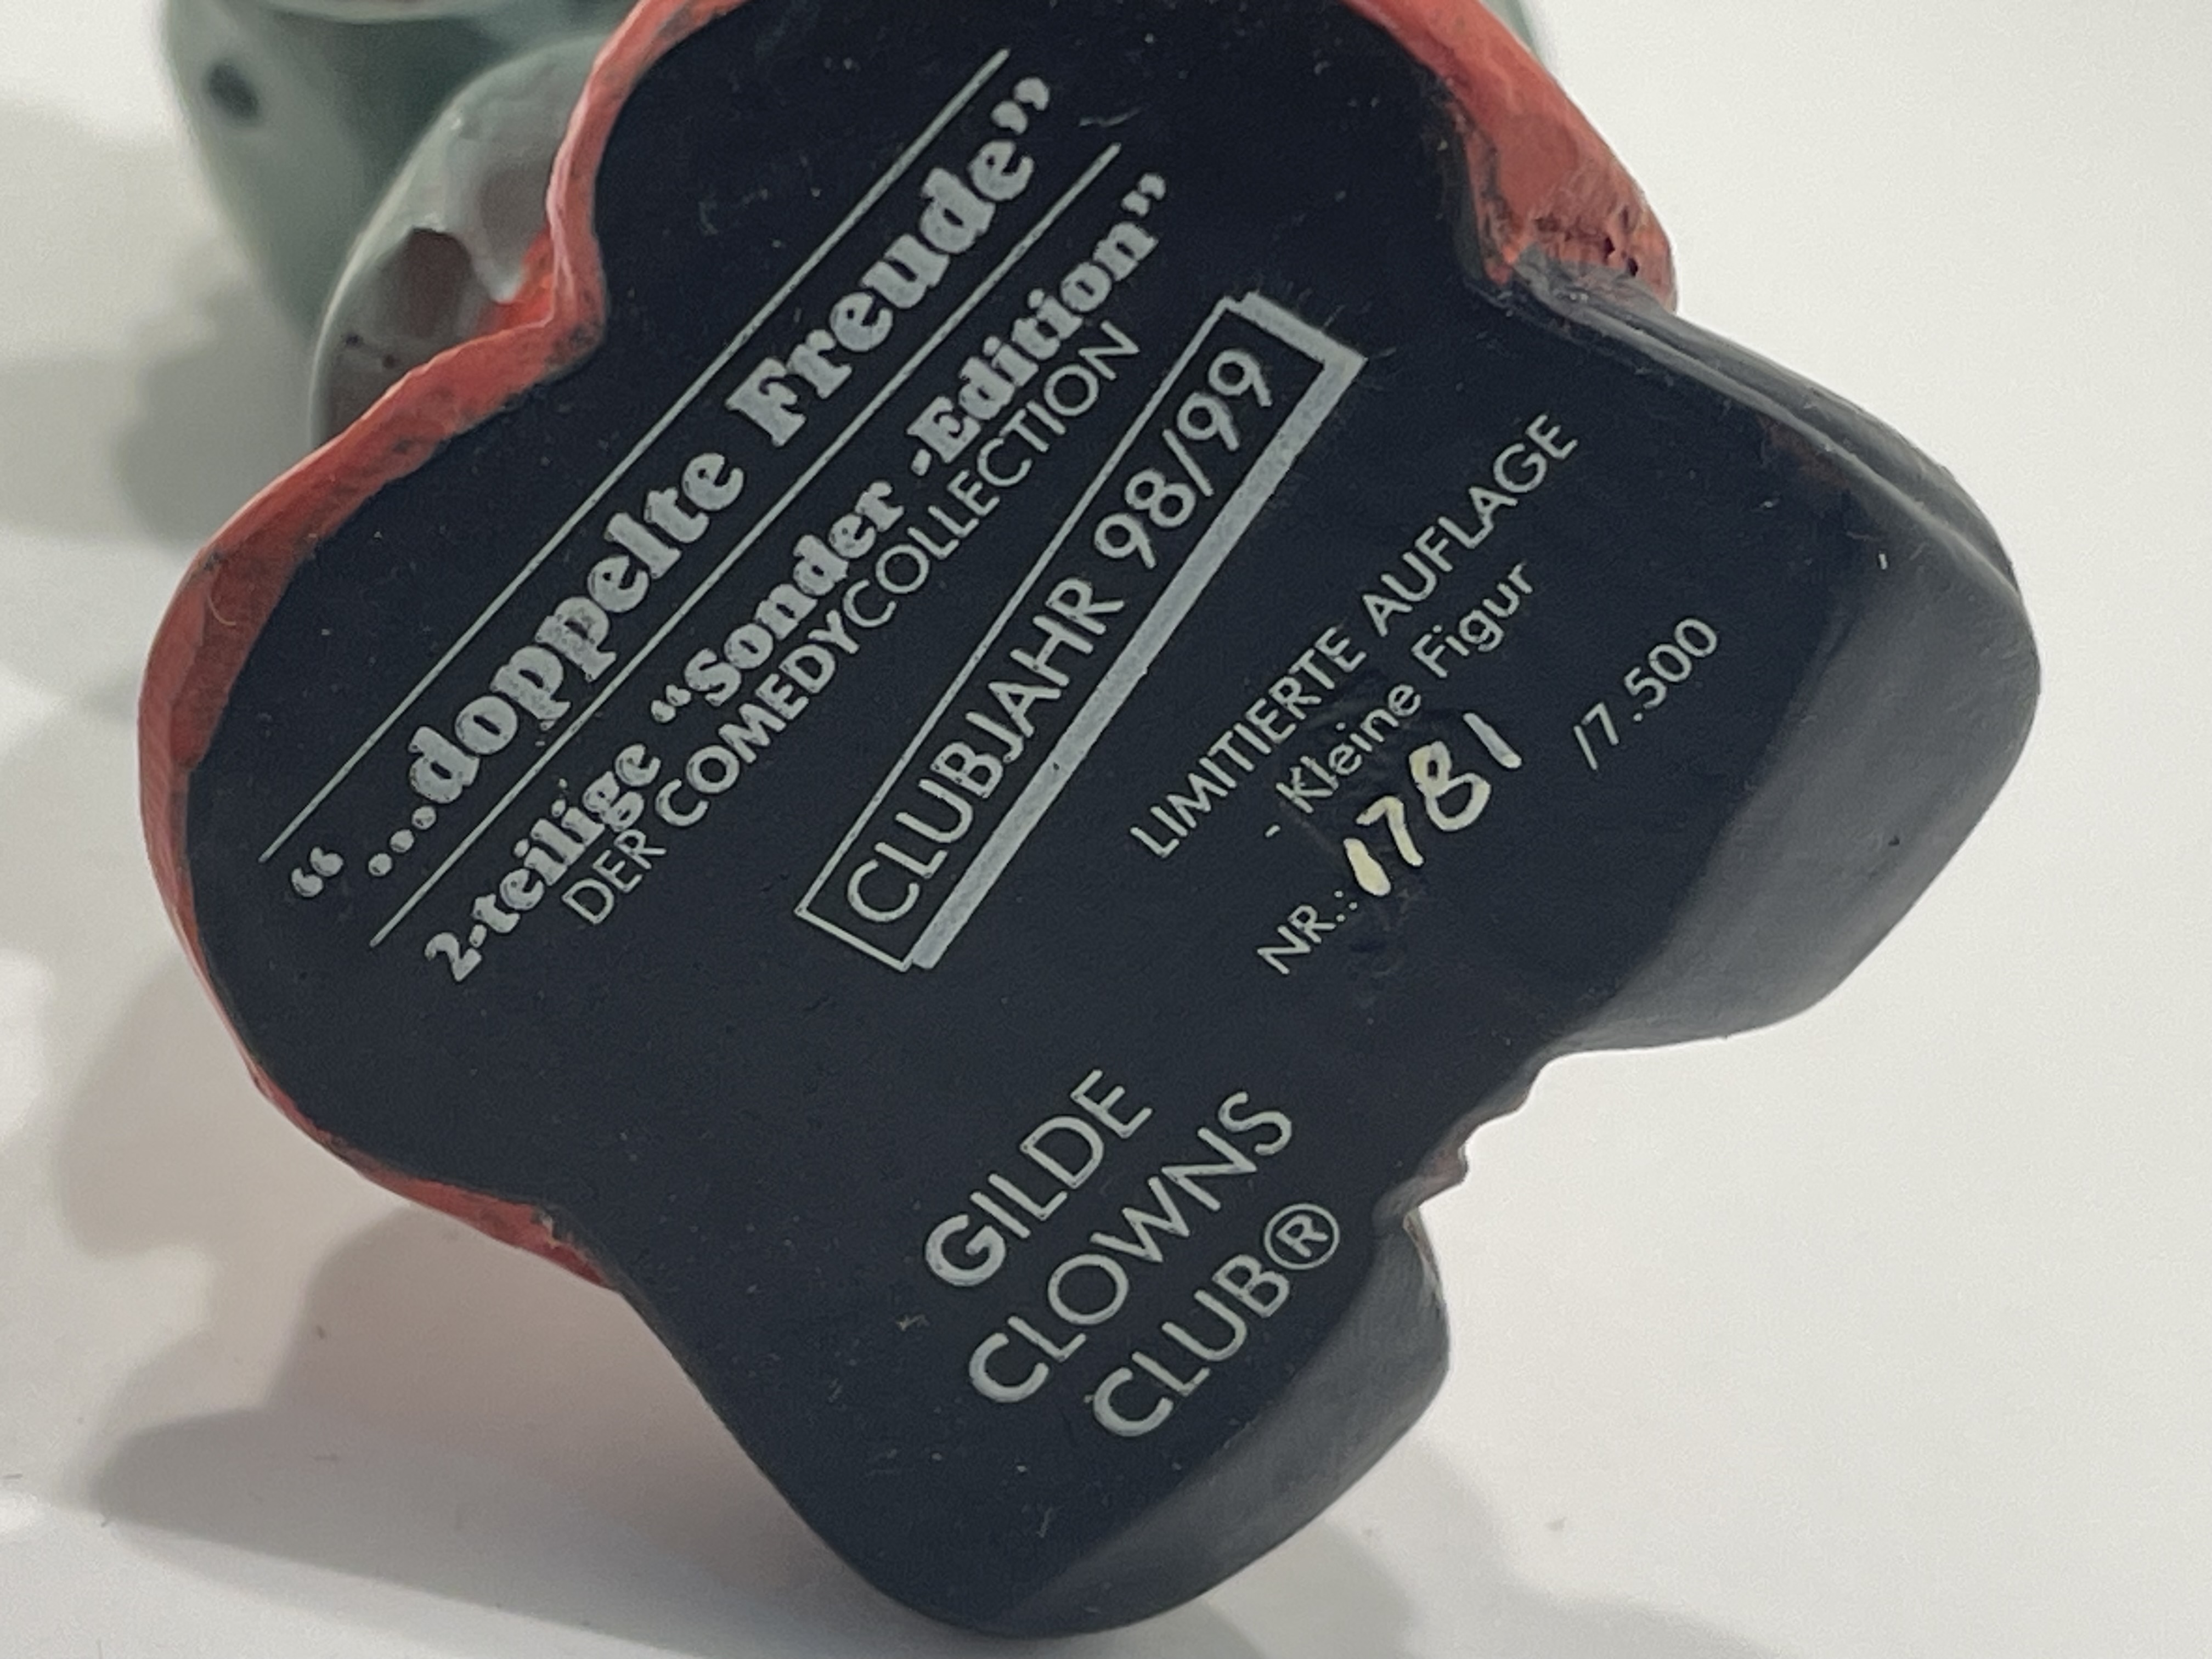 “...doppelte Freude”
2-teilige “Sonder -Edition”
DER COMEDYCOLLECTION
CLUBJAHR 98/99
LIMITIERTE AUFLAGE
- Kleine Figur
NR.: 1781 /7.500
GILDE
CLOWNS
CLUB®